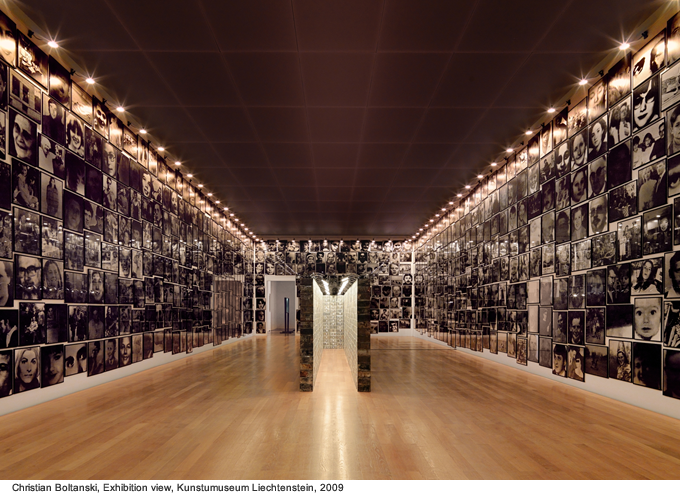 Christian Boltanski, Exhibition view, Kunstumuseum Liechtenstein, 2009